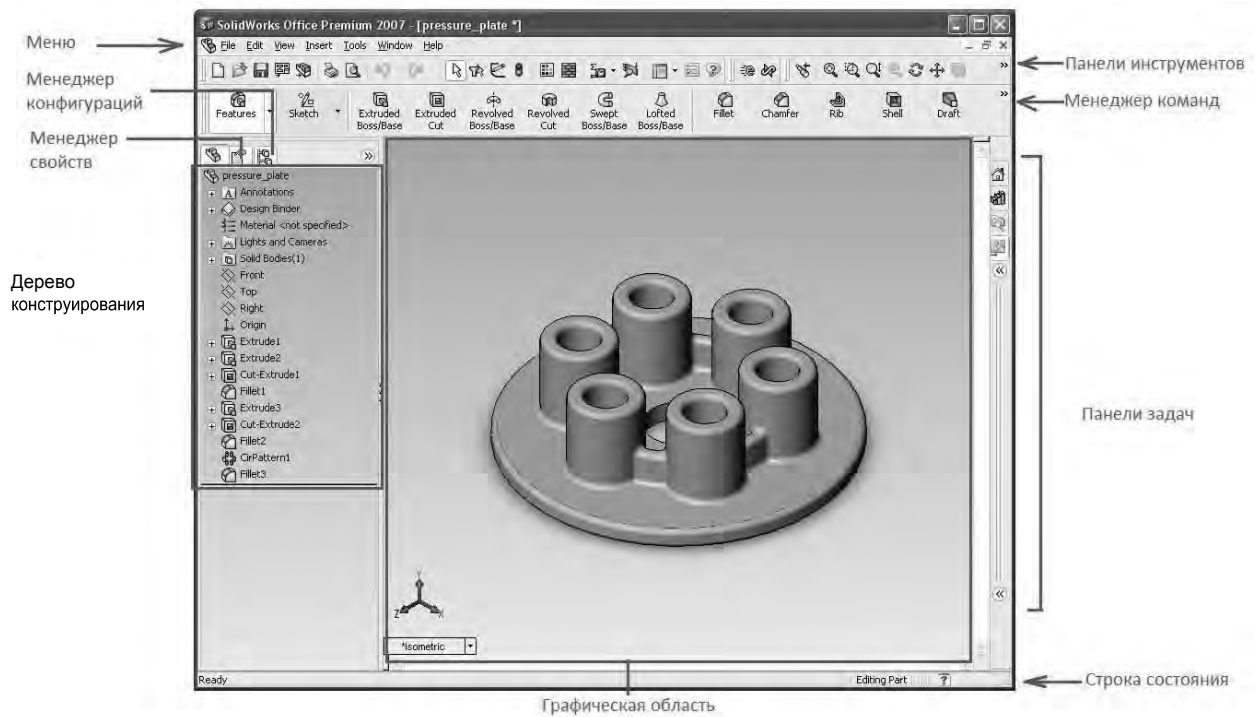 SolidWorks Office Premium 2007 - [pressure_plate *]
Меню
File Edit View Insert Tools Window Help
Панели инструментов
Менеджер
конфигураций
Менеджер команд
Features
Sketch
Extruded
Boss/Base
Extruded
Cut
Revolved
Boss/Base
Revolved
Cut
Swept
Boss/Base
Lofted
Boss/Base
Fillet
Chamfer
Rib
Shell
Draft
Менеджер
свойств
pressure_plate
Annotations
Design Binder
Material <not specified>
Lights and Cameras
Solid Bodies(1)
Front
Top
Right
Origin
Extrude1
Extrude2
Cut-Extrude1
Fillet1
Extrude3
Cut-Extrude2
Fillet2
CirPattern1
Fillet3
Дерево
конструирования
Панели задач
Y
Z
X
*Isometric
Ready
Editing Part
?
Строка состояния
Графическая область